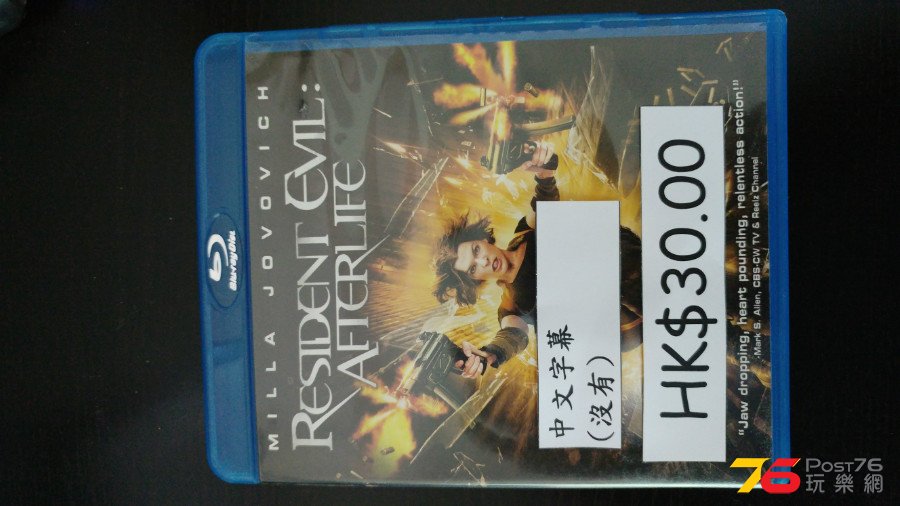 Blu-ray Disc
MILLA JOVOVICH
RESIDENT EVIL:
AFTERLIFE
中文字幕
(沒有)
HK$30.00
"Jaw dropping, heart pounding, relentless action!"
-Mark S. Allen, CBS-CW TV & Reelz Channel
76 POST76
玩樂網